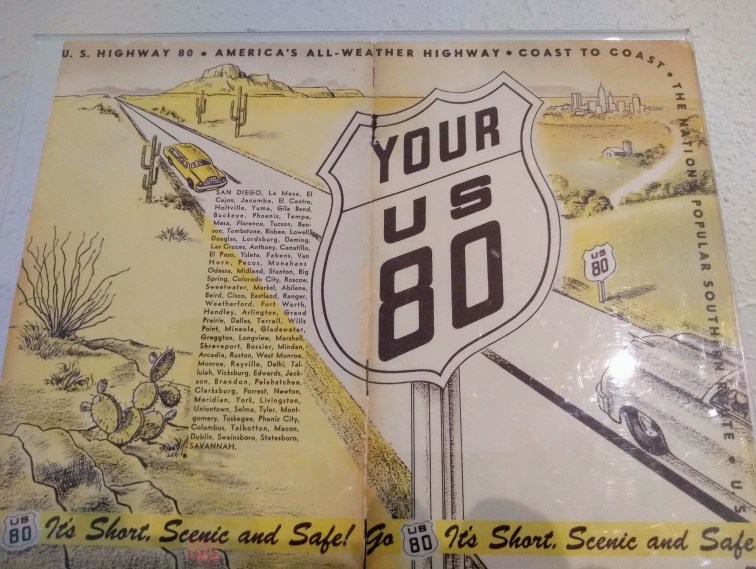 U. S. HIGHWAY 80 • AMERICA'S ALL-WEATHER HIGHWAY • COAST TO COAST • THE NATION'S POPULAR SOUTHERN ROUTE • U S
YOUR
US
80
US
80
SAN DIEGO, La Mesa, El
Cajon, Jacumba, El Centro,
Holtville, Yuma, Gila Bend,
Buckeye, Phoenix, Tempe,
Mesa, Florence, Tucson, Ben-
son, Tombstone, Bisbee, Lowell
Douglas, Lordsburg, Deming,
Las Cruces, Anthony, Canutillo,
El Paso, Ysleta, Fabens, Van
Horn, Pecos, Monahans
Odessa, Midland, Stanton, Big
Spring, Colorado City, Roscoe,
Sweetwater, Merkel, Abilene,
Baird, Cisco, Eastland, Ranger,
Weatherford, Fort Worth,
Handley, Arlington, Grand
Prairie, Dallas, Terrell, Wills
Point, Mineola, Gladewater,
Greggton, Longview, Marshall,
Shreveport, Bossier, Minden,
Arcadia, Ruston, West Monroe,
Monroe, Rayville, Delhi, Tal-
lulah, Vicksburg, Edwards, Jack-
son, Brandon, Pelahatchee,
Clarksburg, Forrest, Newton,
Meridian, York, Livingston,
Uniontown, Selma, Tyler, Mont-
gomery, Tuskegee, Phenix City,
Columbus, Talbotton, Macon,
Dublin, Swainsboro, Statesboro,
SAVANNAH.
US
80
It's Short, Scenic and Safe!
Go
US
80
It's Short, Scenic and Safe